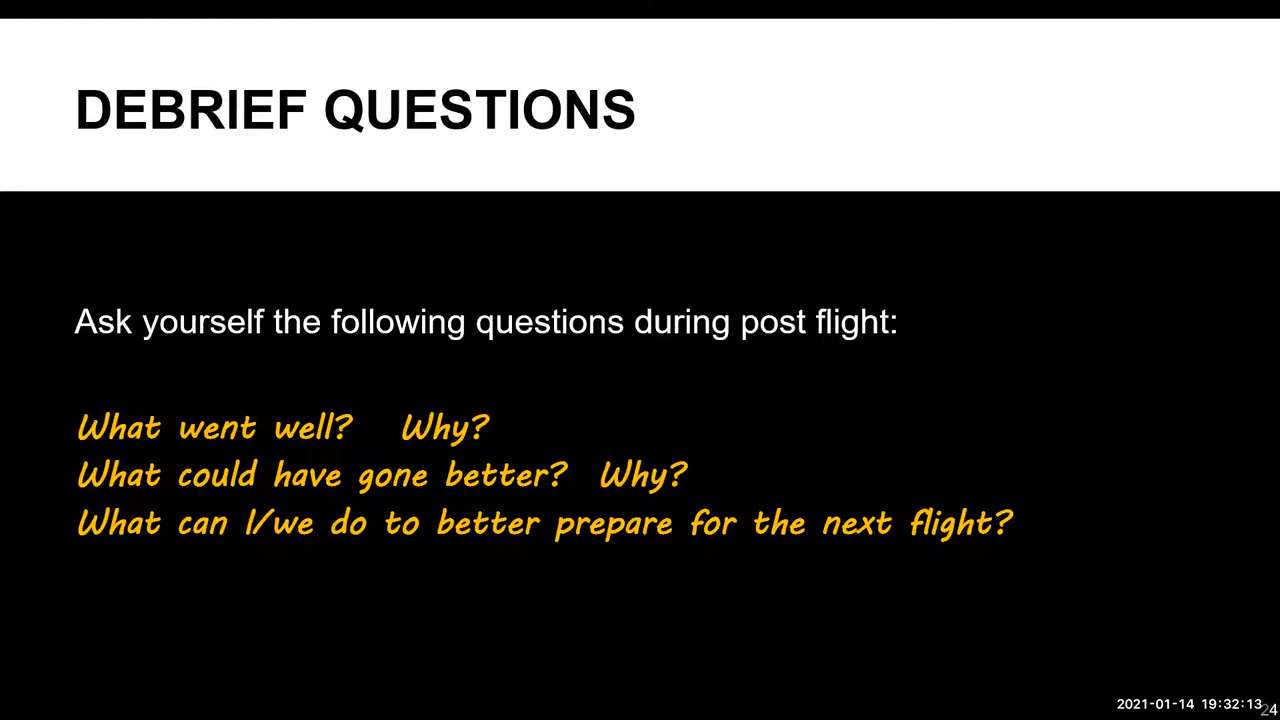 DEBRIEF QUESTIONS
Ask yourself the following questions during post flight:
What went well? Why?
What could have gone better? Why?
What can I/we do to better prepare for the next flight?
2021-01-14 19:32:13
24